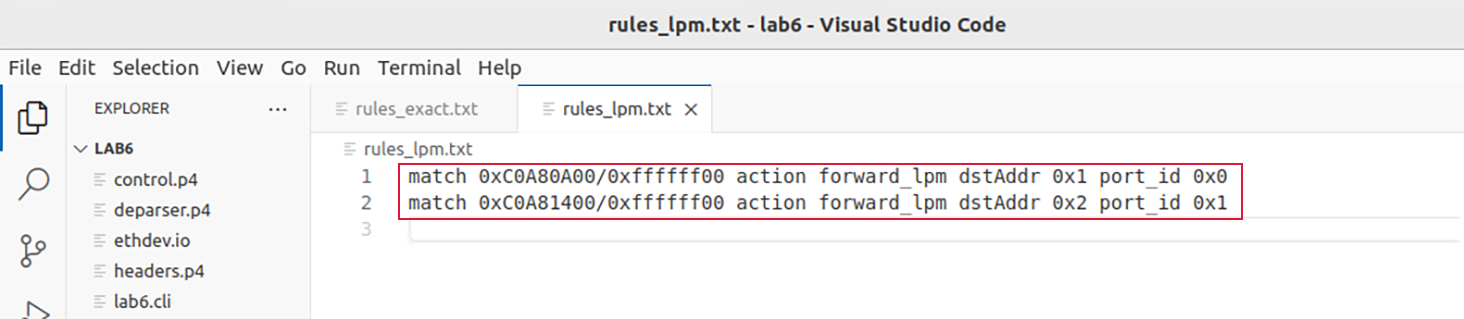 rules_lpm.txt - lab6 - Visual Studio Code
File Edit Selection View Go Run Terminal Help
EXPLORER ···
rules_exact.txt
rules_lpm.txt ×
LAB6
control.p4
deparser.p4
ethdev.io
headers.p4
lab6.cli
rules_lpm.txt
1 match 0xC0A80A00/0xffffff00 action forward_lpm dstAddr 0x1 port_id 0x0
2 match 0xC0A81400/0xffffff00 action forward_lpm dstAddr 0x2 port_id 0x1
3